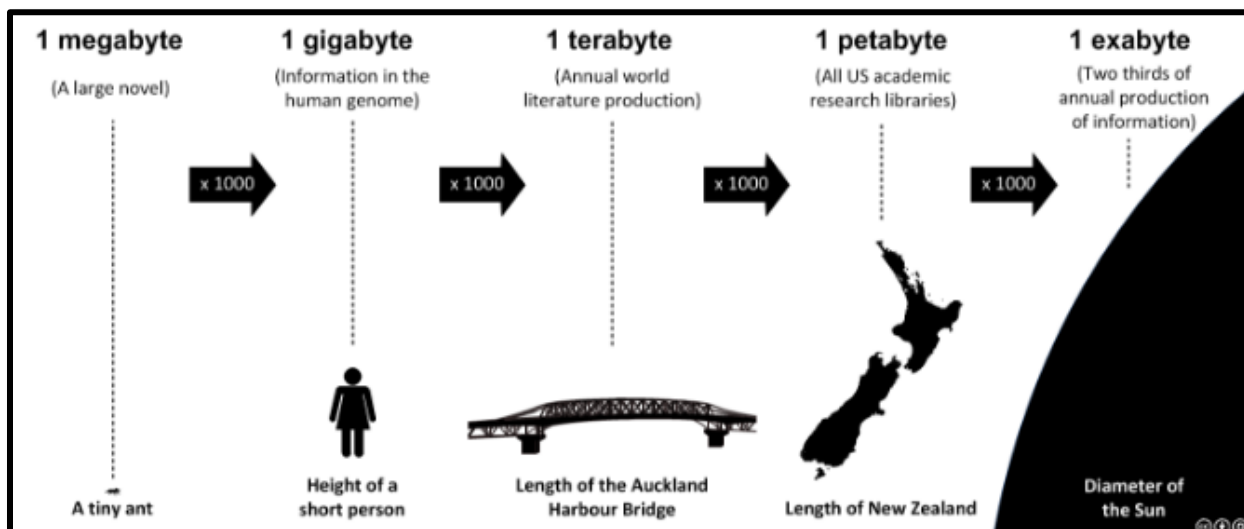 1 megabyte
(A large novel)
1 gigabyte
(Information in the
human genome)
1 terabyte
(Annual world
literature production)
1 petabyte
(All US academic
research libraries)
1 exabyte
(Two thirds of
annual production
of information)
x 1000
x 1000
x 1000
x 1000
A tiny ant
Height of a
short person
Length of the Auckland
Harbour Bridge
Length of New Zealand
Diameter of
the Sun